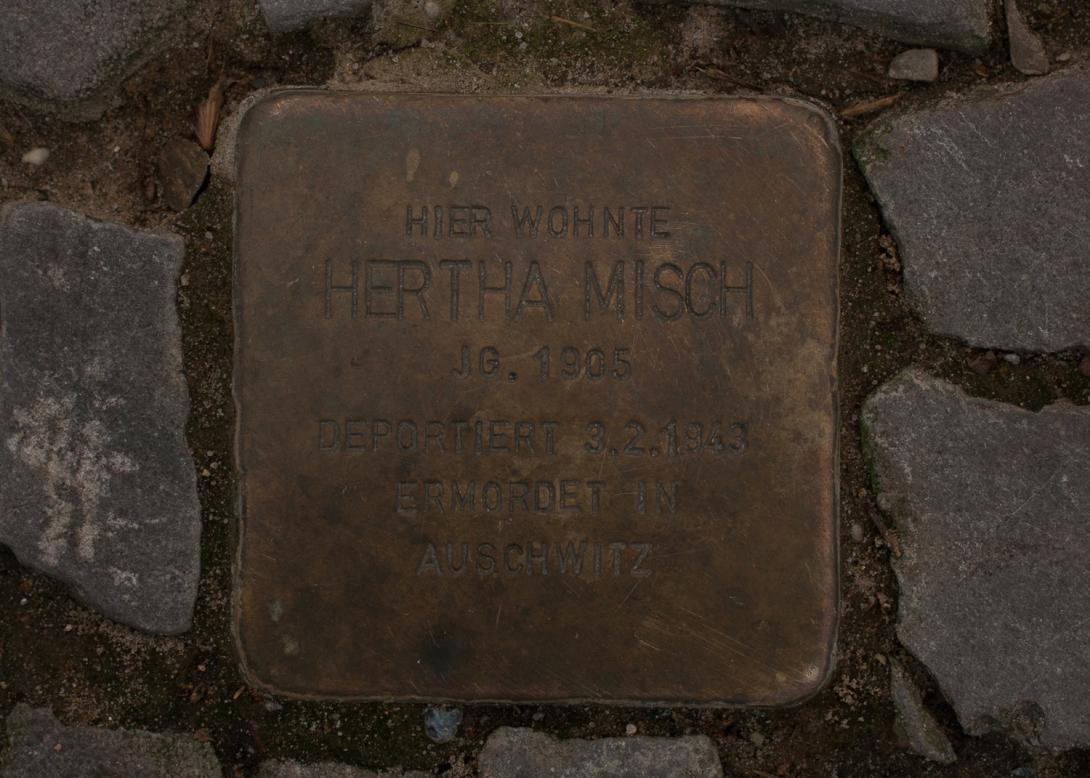 HIER WOHNTE
HERTHA MISCH
JG. 1905
DEPORTIERT 3.2.1943
ERMORDET IN
AUSCHWITZ